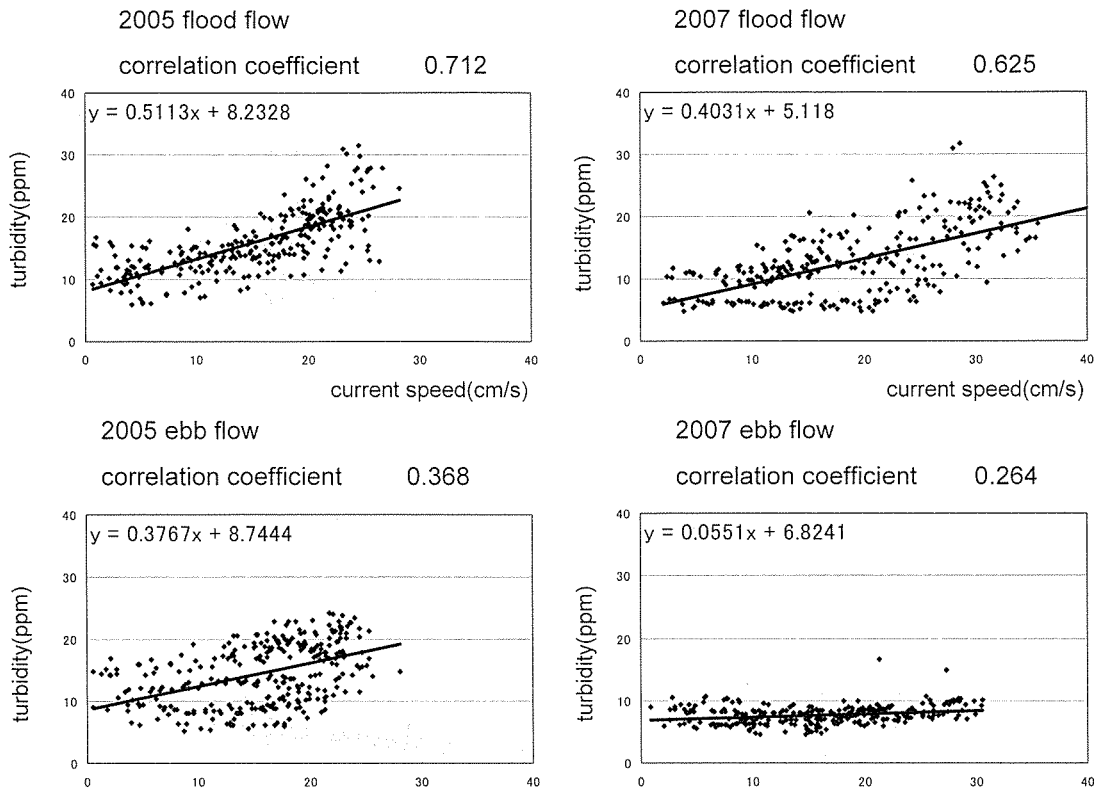 2005 flood flow
correlation coefficient 0.712
y = 0.5113x + 8.2328
turbidity(ppm)
40
30
20
10
0
0 10 20 30 40
current speed(cm/s)
2007 flood flow
correlation coefficient 0.625
y = 0.4031x + 5.118
turbidity(ppm)
40
30
20
10
0
0 10 20 30 40
current speed(cm/s)
2005 ebb flow
correlation coefficient 0.368
y = 0.3767x + 8.7444
turbidity(ppm)
40
30
20
10
0
0 10 20 30 40
2007 ebb flow
correlation coefficient 0.264
y = 0.0551x + 6.8241
turbidity(ppm)
40
30
20
10
0
0 10 20 30 40